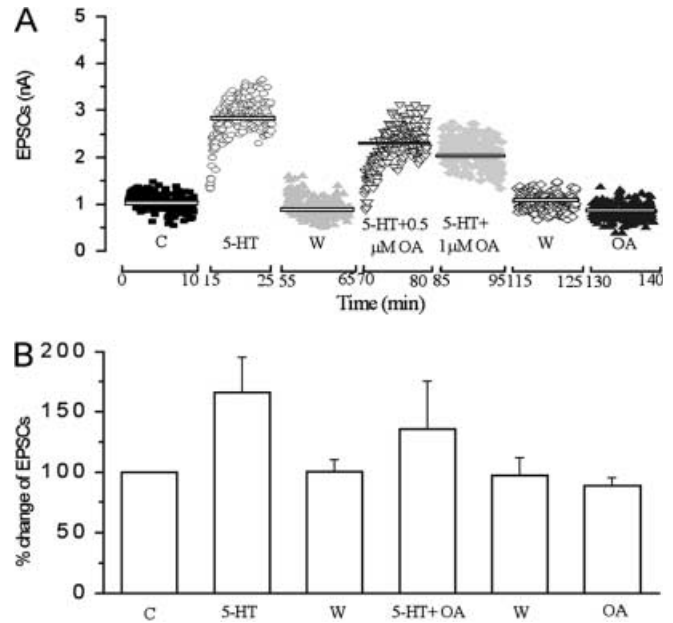 A
EPSCs (nA)
5
4
3
2
1
0
C
5-HT
W
5-HT+0.5
μM OA
5-HT+
1μM OA
W
OA
0 10 15 25 55 65 70 80 85 95 115 125 130 140
Time (min)
B
% change of EPSCs
200
150
100
50
0
C 5-HT W 5-HT+OA W OA